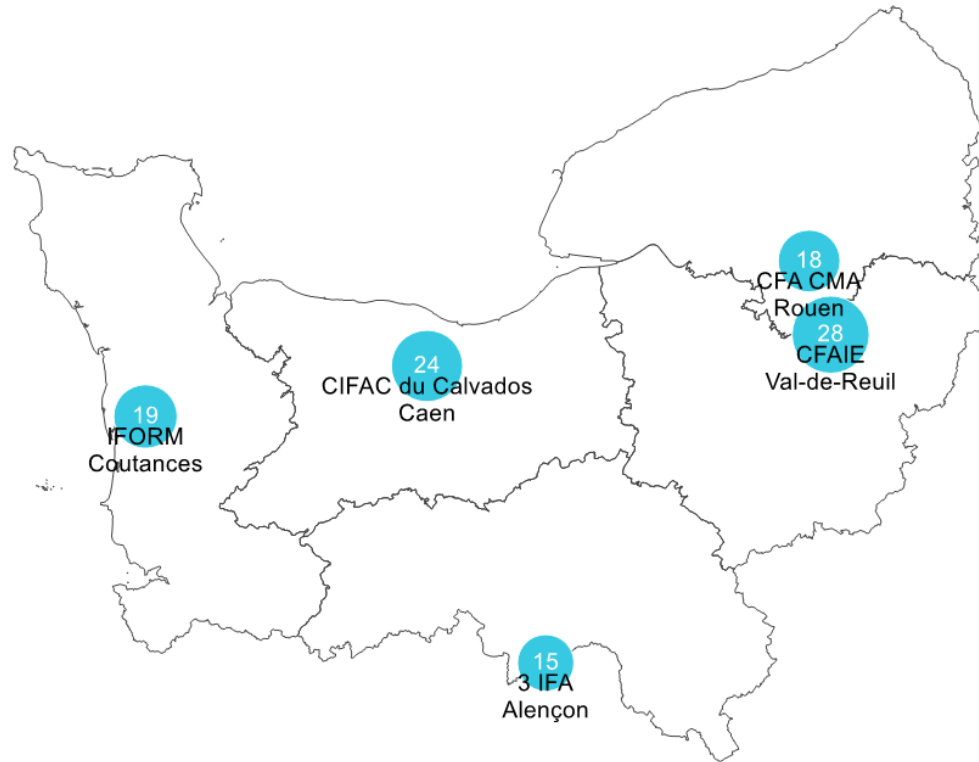 18
CFA CMA
Rouen
28
CFAIE
Val-de-Reuil
24
CIFAC du Calvados
Caen
19
IFORM
Coutances
15
3 IFA
Alençon